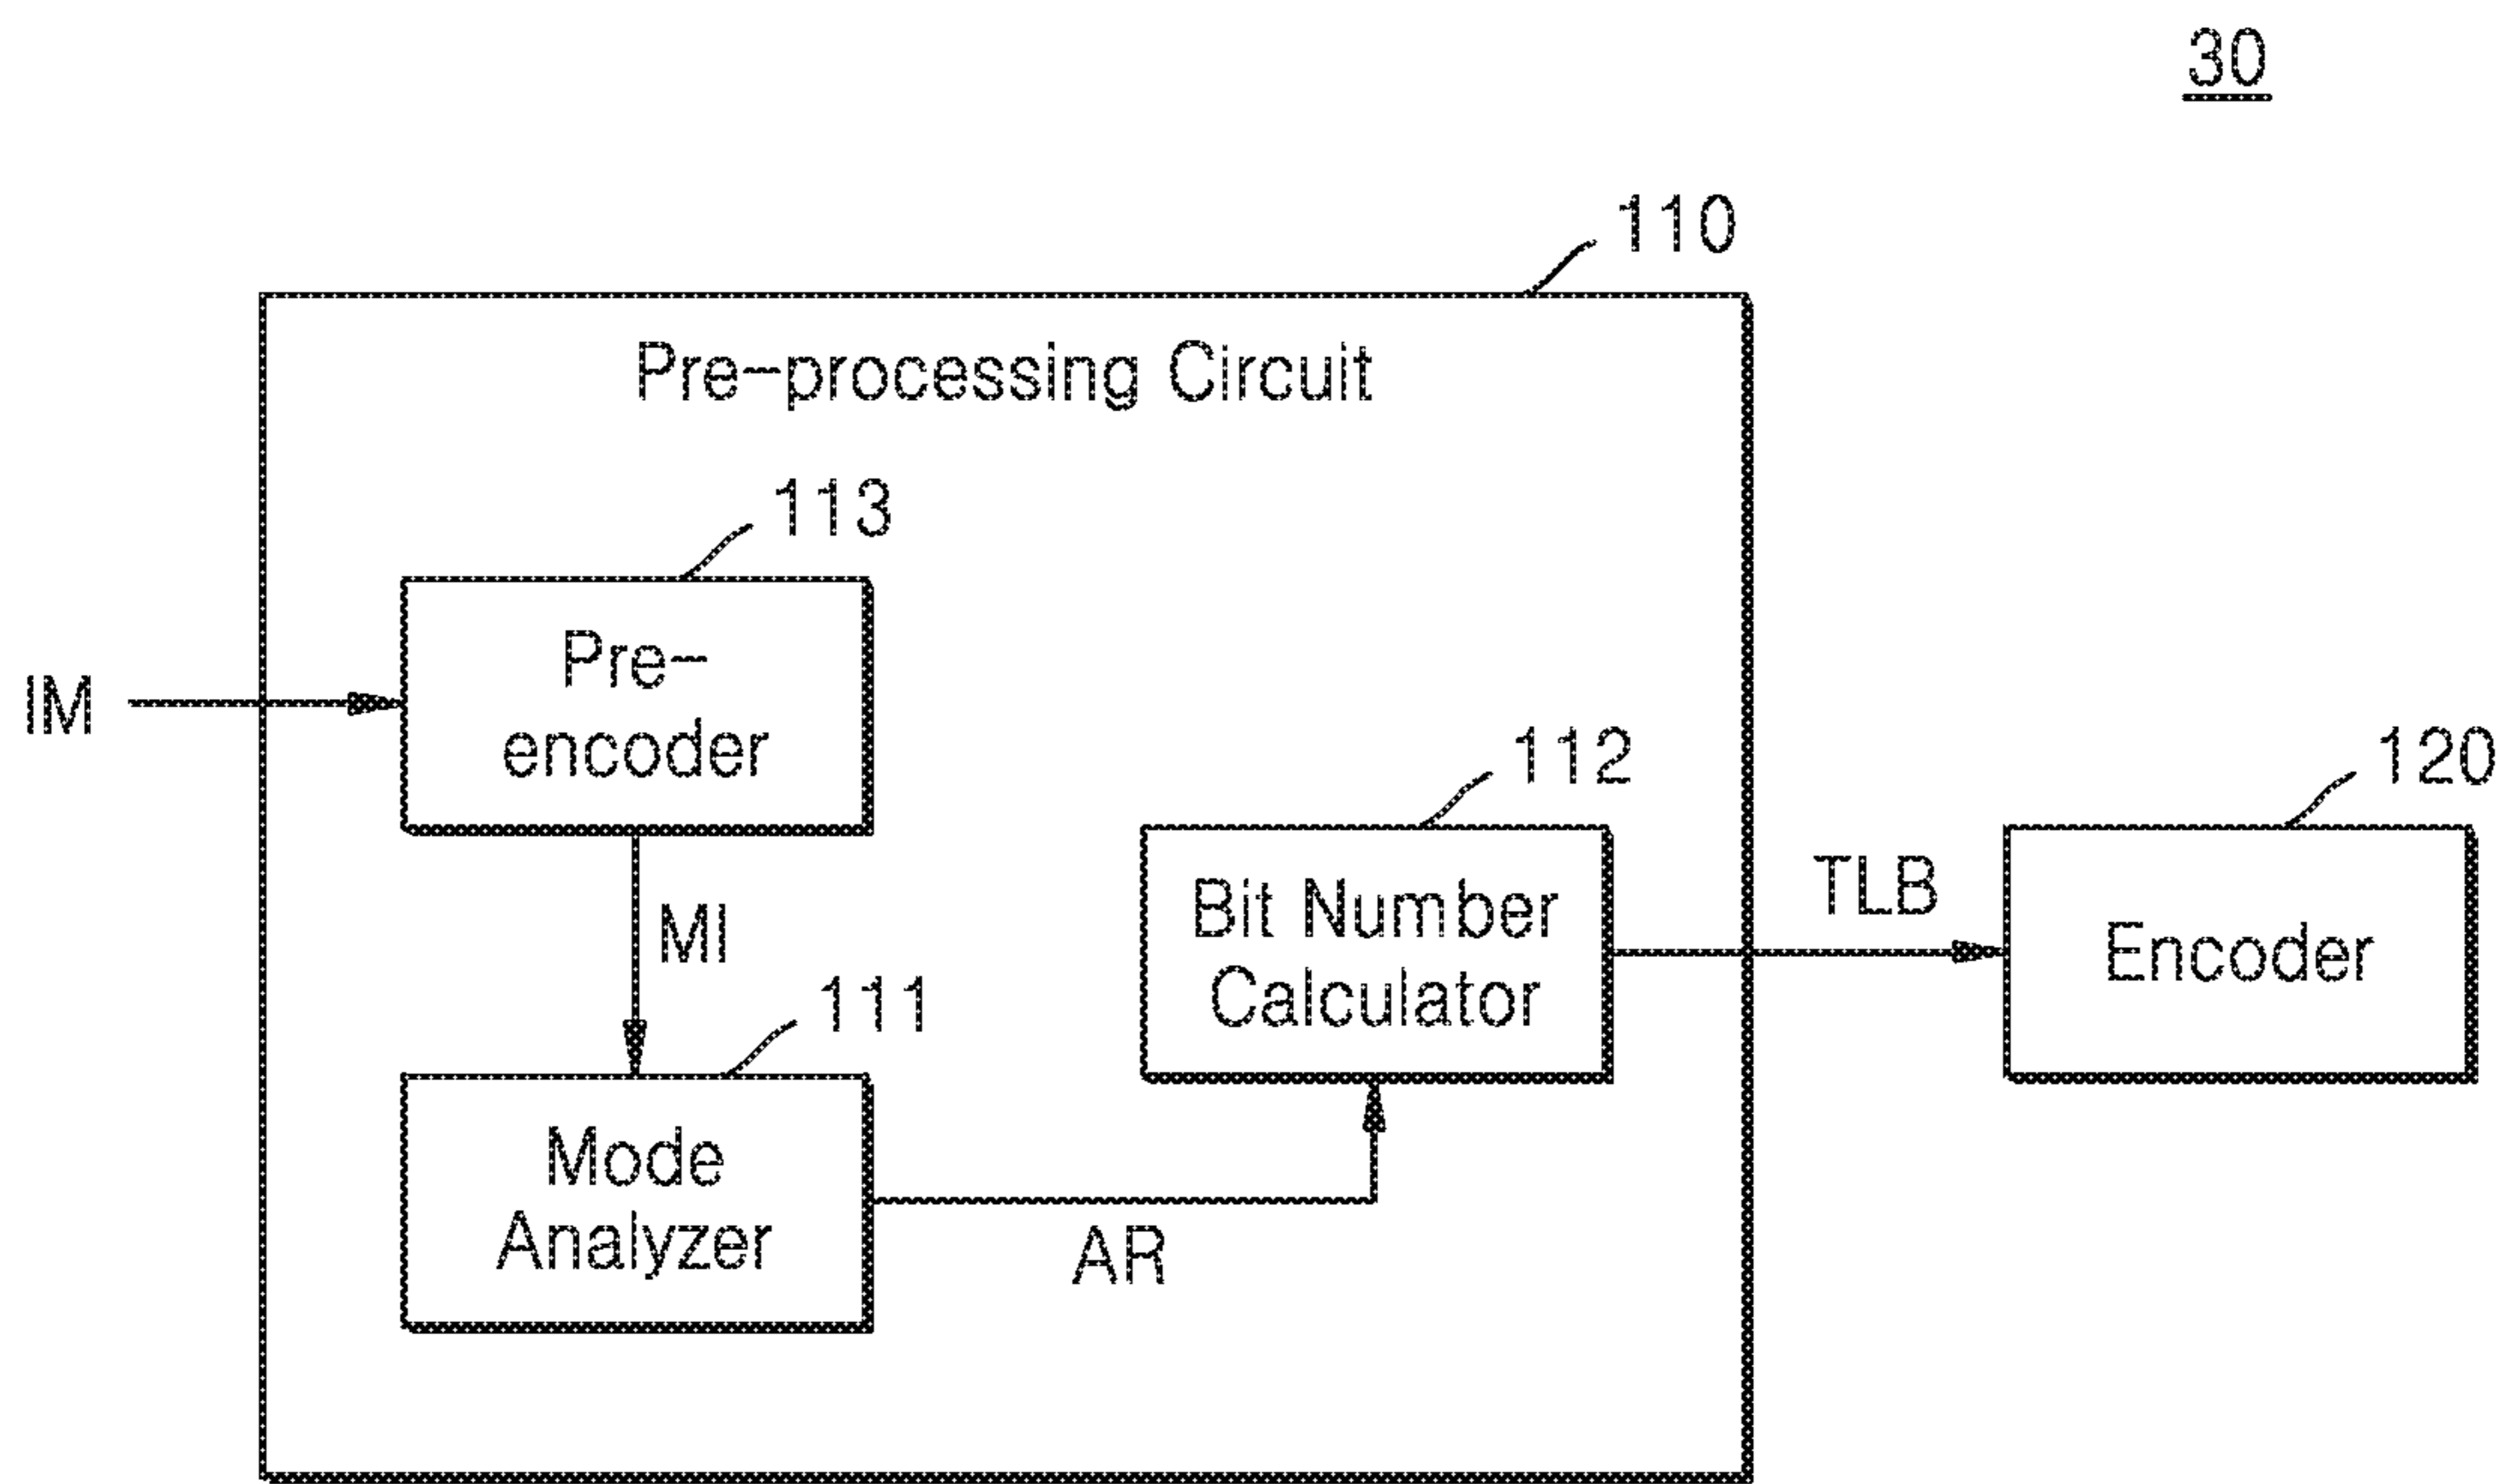 30
110
Pre-processing Circuit
113
Pre-
encoder
IM
112
120
Bit Number
Calculator
TLB
Encoder
MI
111
Mode
Analyzer
AR